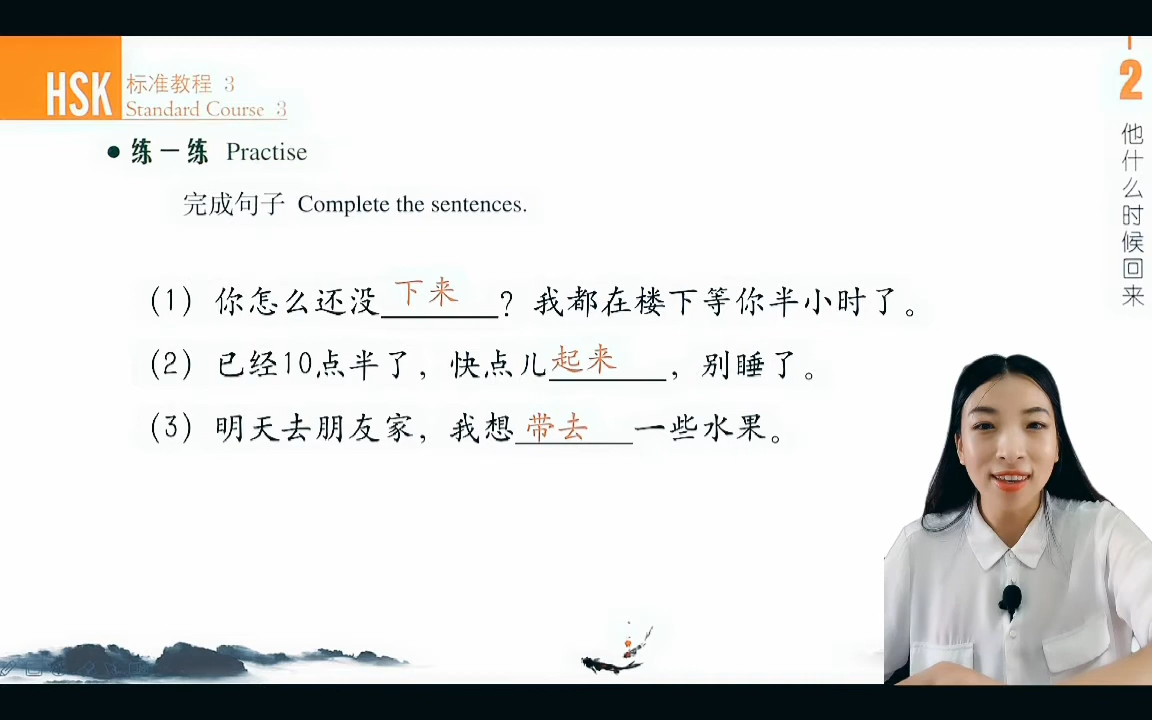 HSK 标准教程 3
Standard Course 3
2
他什么时候回来
● 练一练 Practise
完成句子 Complete the sentences.
(1) 你怎么还没下来? 我都在楼下等你半小时了。
(2) 已经10点半了, 快点儿起来, 别睡了。
(3) 明天去朋友家, 我想带去一些水果。